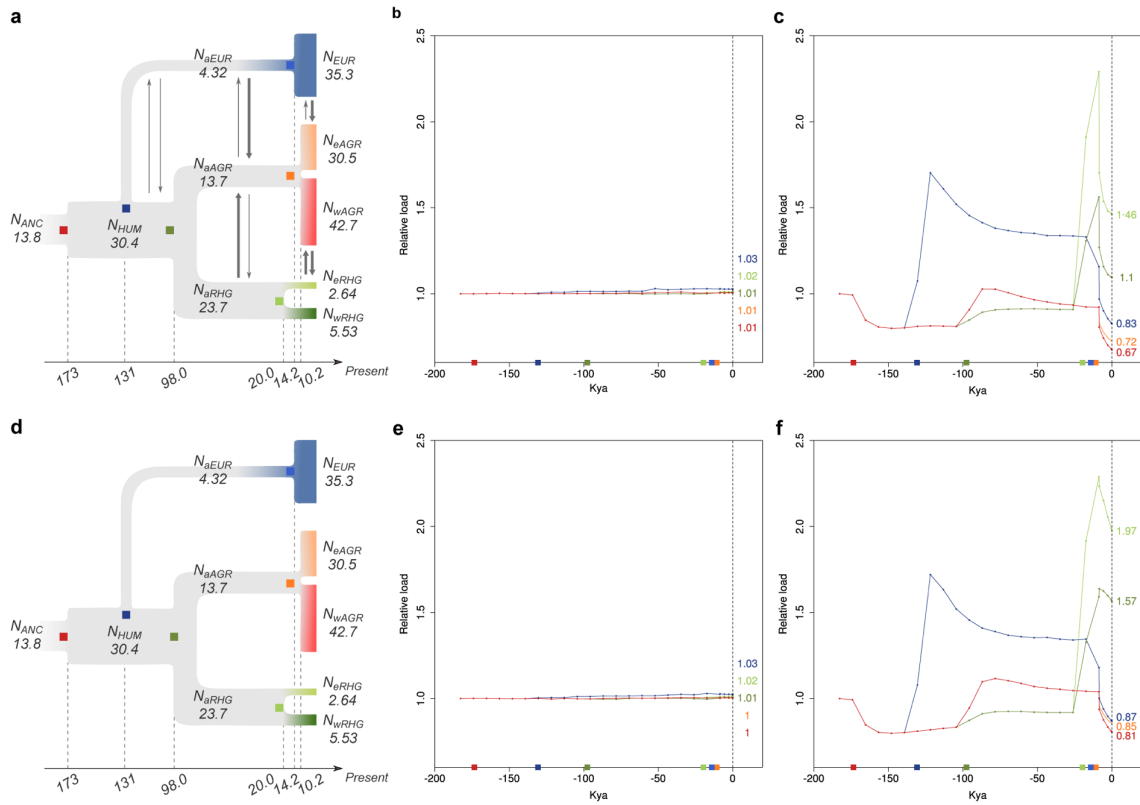 a
N_aEUR
4.32
N_EUR
35.3
N_eAGR
30.5
N_aAGR
13.7
N_wAGR
42.7
N_ANC
13.8
N_HUM
30.4
N_eRHG
2.64
N_aRHG
23.7
N_wRHG
5.53
173
131
98.0
20.0
14.2
10.2
Present
b
Relative load
2.5
2.0
1.5
1.0
1.03
1.02
1.01
1.01
1.01
-200
-150
-100
-50
0
Kya
c
Relative load
2.5
2.0
1.5
1.0
1.46
1.1
0.83
0.72
0.67
-200
-150
-100
-50
0
Kya
d
N_aEUR
4.32
N_EUR
35.3
N_eAGR
30.5
N_aAGR
13.7
N_wAGR
42.7
N_ANC
13.8
N_HUM
30.4
N_eRHG
2.64
N_aRHG
23.7
N_wRHG
5.53
173
131
98.0
20.0
14.2
10.2
Present
e
Relative load
2.5
2.0
1.5
1.0
1.03
1.02
1.01
1
1
-200
-150
-100
-50
0
Kya
f
Relative load
2.5
2.0
1.5
1.0
1.97
1.57
0.87
0.85
0.81
-200
-150
-100
-50
0
Kya